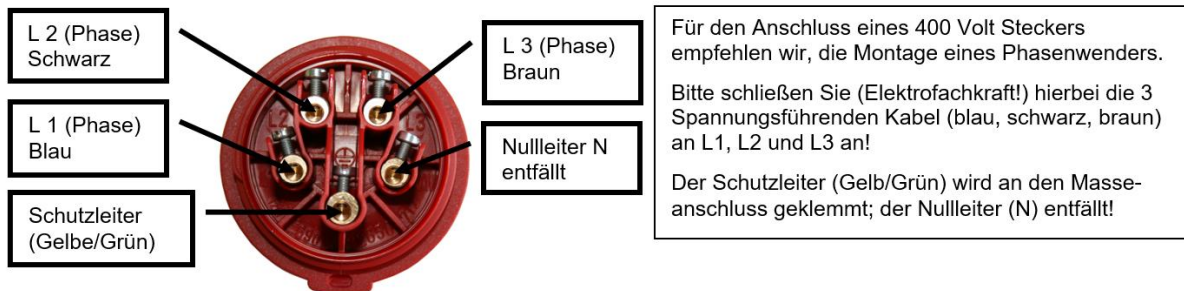 L 2 (Phase)
Schwarz
L 1 (Phase)
Blau
Schutzleiter
(Gelbe/Grün)
L 3 (Phase)
Braun
Nullleiter N
entfällt
Für den Anschluss eines 400 Volt Steckers
empfehlen wir, die Montage eines Phasenwenders.
Bitte schließen Sie (Elektrofachkraft!) hierbei die 3
Spannungsführenden Kabel (blau, schwarz, braun)
an L1, L2 und L3 an!
Der Schutzleiter (Gelb/Grün) wird an den Masse-
anschluss geklemmt; der Nullleiter (N) entfällt!